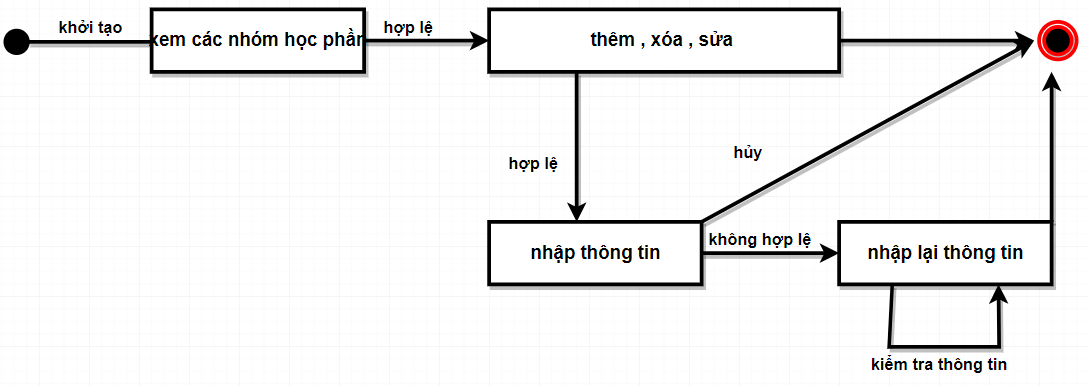 khởi tạo
xem các nhóm học phần
hợp lệ
thêm , xóa , sửa
hợp lệ
hủy
nhập thông tin
không hợp lệ
nhập lại thông tin
kiểm tra thông tin